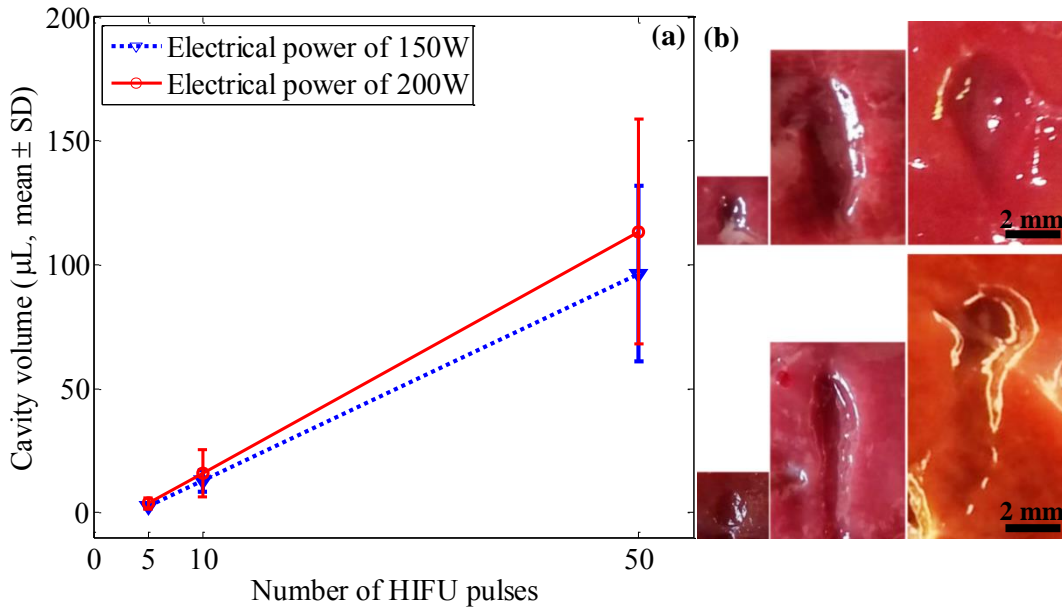 200
150
100
50
0
Cavity volume (μL, mean ± SD)
Electrical power of 150W
Electrical power of 200W
(a)
(b)
2 mm
2 mm
0
5
10
50
Number of HIFU pulses